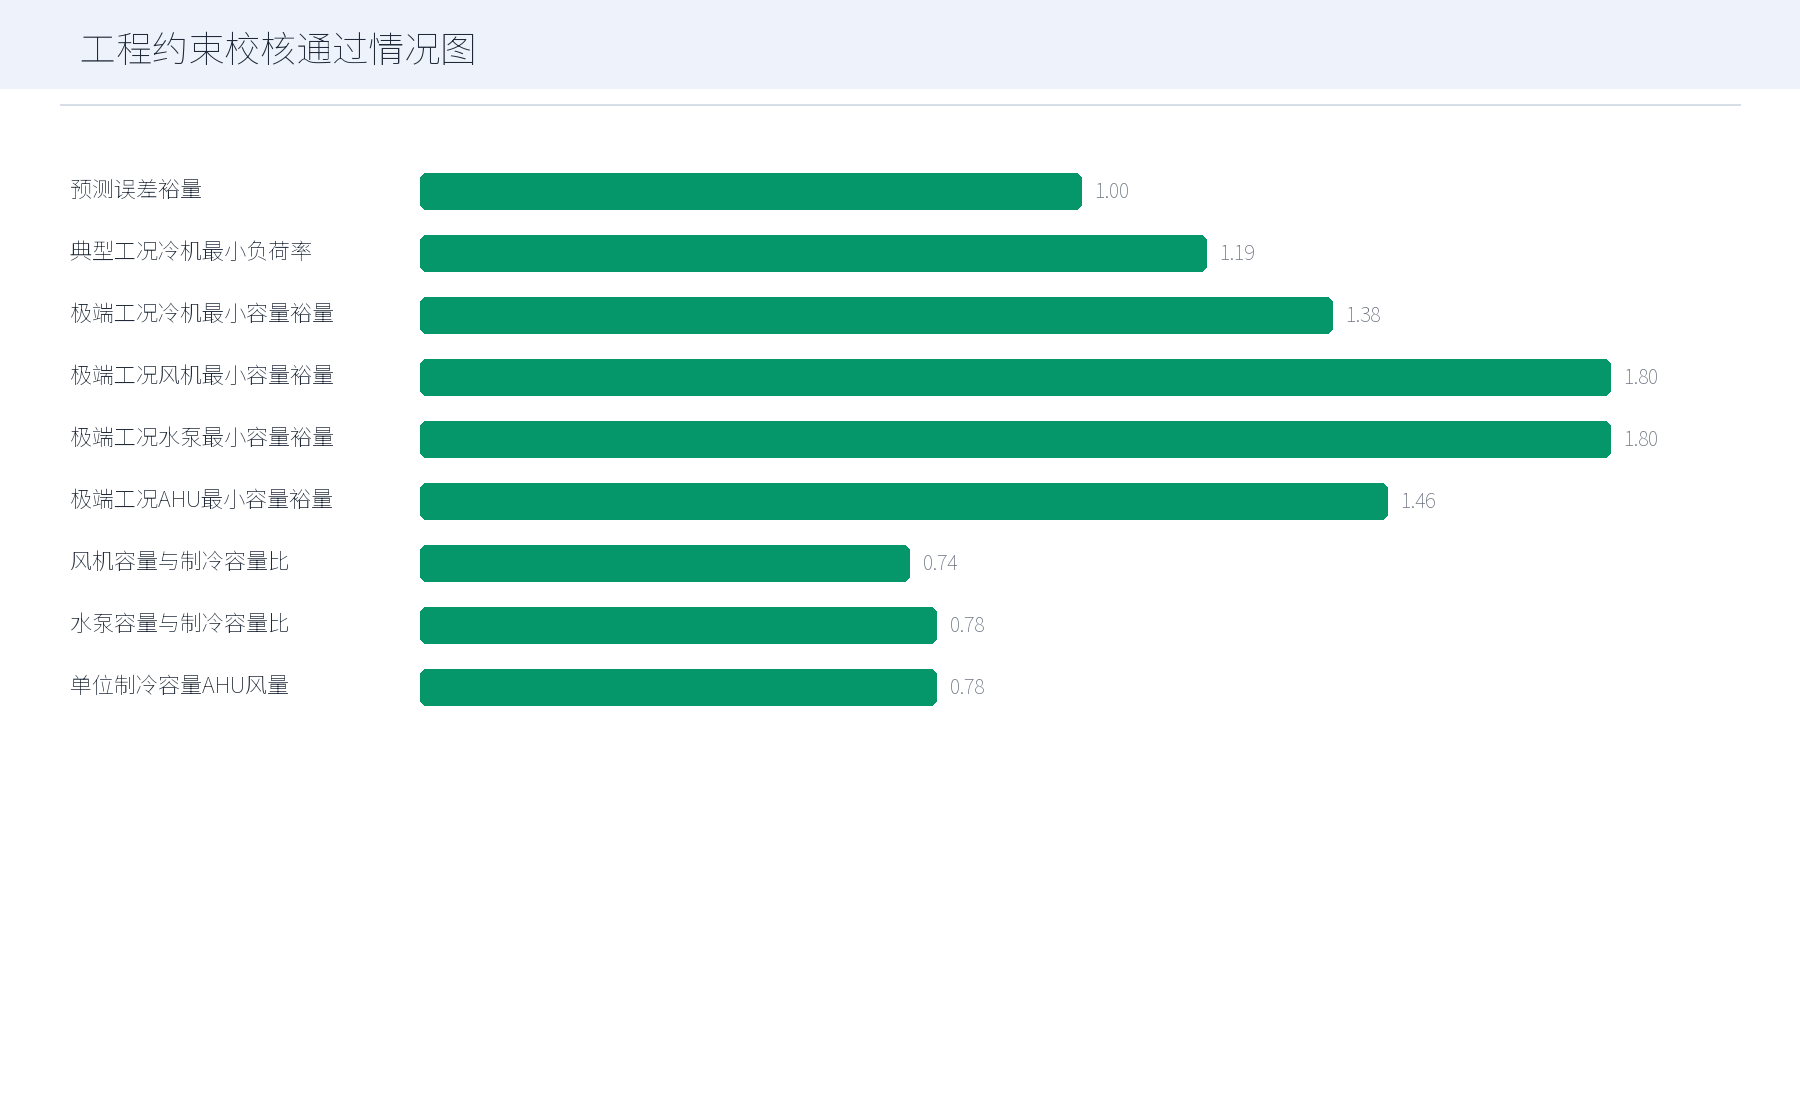 工程约束校核通过情况图
预测误差裕量 1.00
典型工况冷机最小负荷率 1.19
极端工况冷机最小容量裕量 1.38
极端工况风机最小容量裕量 1.80
极端工况水泵最小容量裕量 1.80
极端工况AHU最小容量裕量 1.46
风机容量与制冷容量比 0.74
水泵容量与制冷容量比 0.78
单位制冷容量AHU风量 0.78